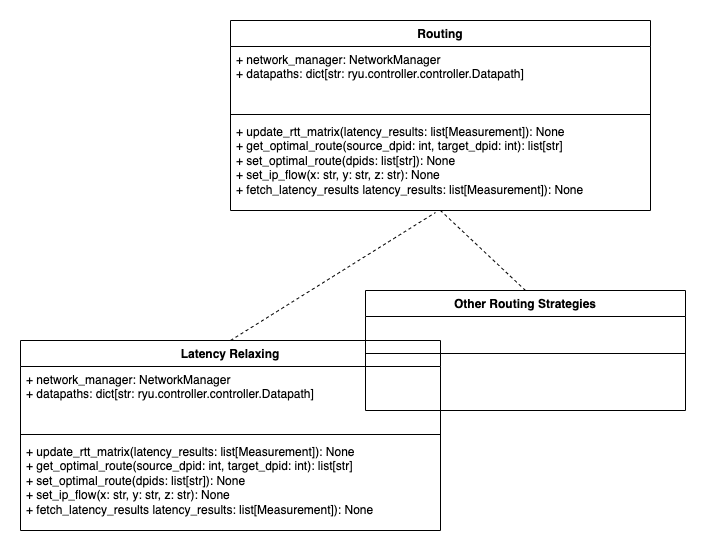 Routing
+ network_manager: NetworkManager
+ datapaths: dict[str: ryu.controller.controller.Datapath]
+ update_rtt_matrix(latency_results: list[Measurement]): None
+ get_optimal_route(source_dpid: int, target_dpid: int): list[str]
+ set_optimal_route(dpids: list[str]): None
+ set_ip_flow(x: str, y: str, z: str): None
+ fetch_latency_results latency_results: list[Measurement]): None
Other Routing Strategies
Latency Relaxing
+ network_manager: NetworkManager
+ datapaths: dict[str: ryu.controller.controller.Datapath]
+ update_rtt_matrix(latency_results: list[Measurement]): None
+ get_optimal_route(source_dpid: int, target_dpid: int): list[str]
+ set_optimal_route(dpids: list[str]): None
+ set_ip_flow(x: str, y: str, z: str): None
+ fetch_latency_results latency_results: list[Measurement]): None